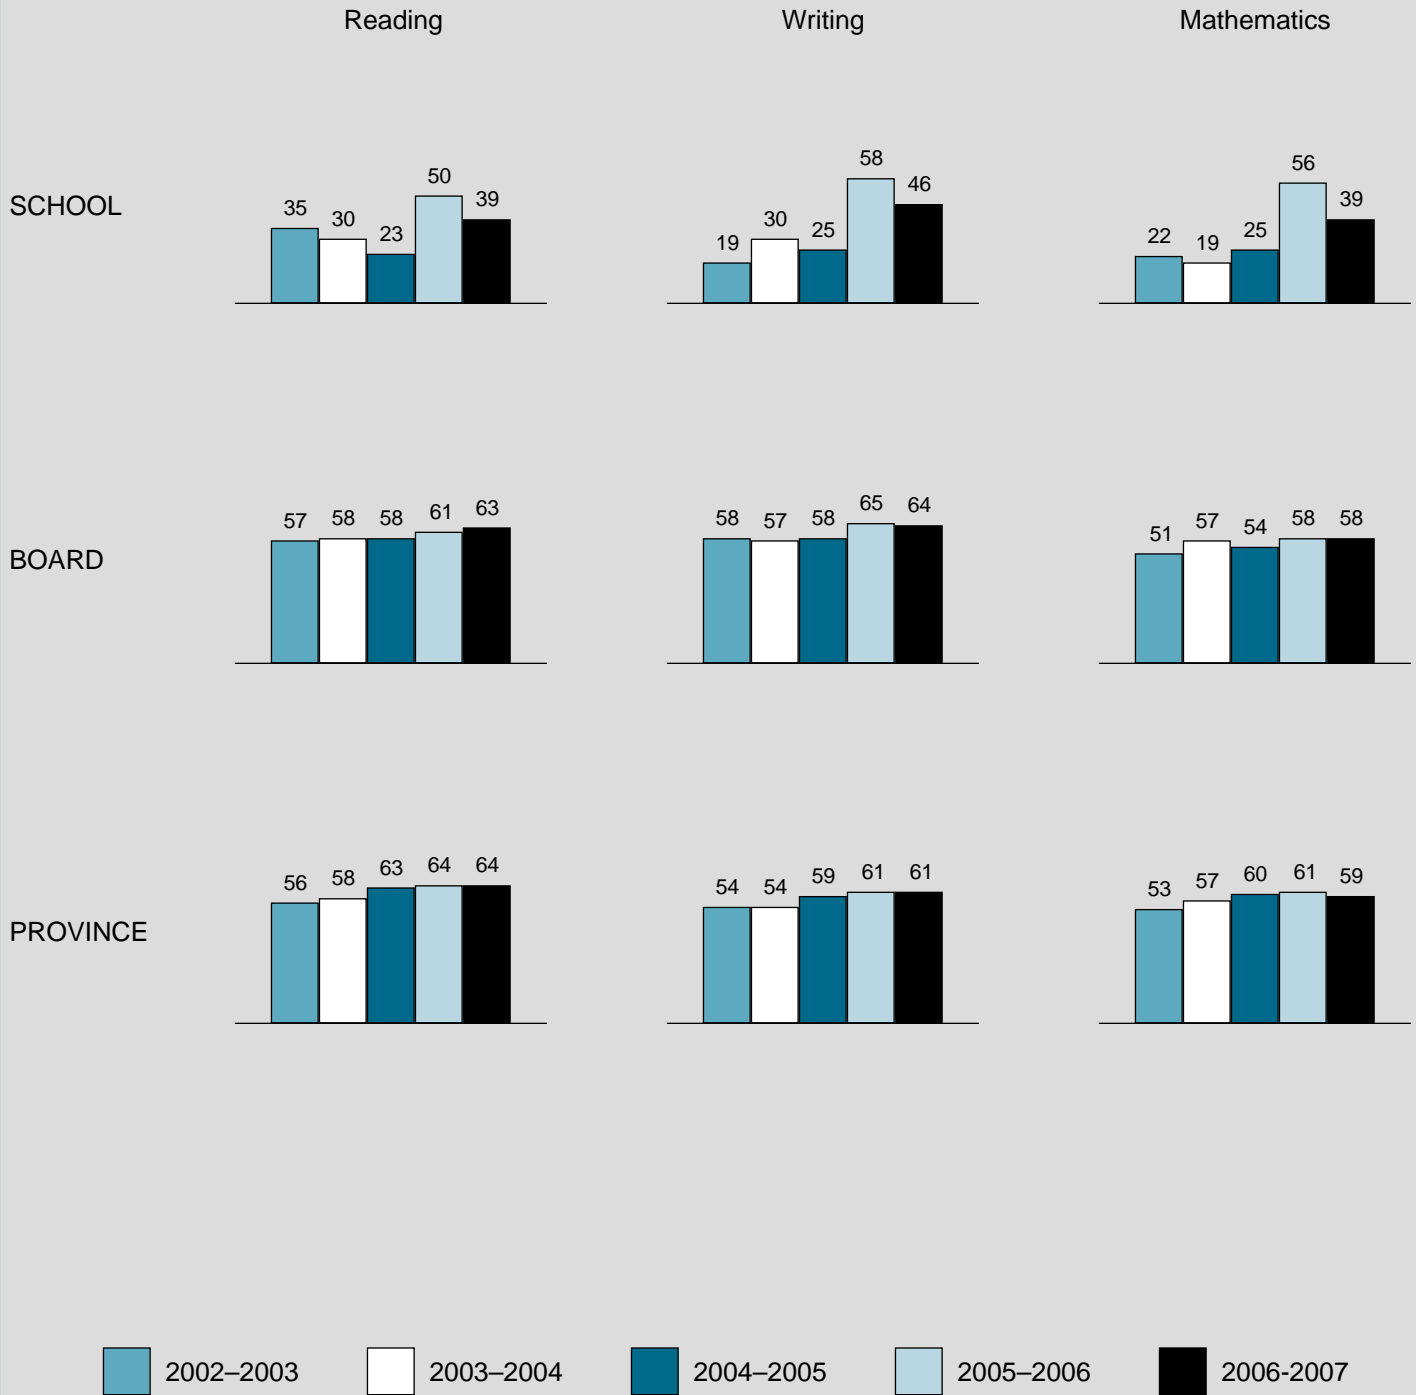 Reading Writing Mathematics
SCHOOL
35 30 23 50 39
19 30 25 58 46
22 19 25 56 39
BOARD
57 58 58 61 63
58 57 58 65 64
51 57 54 58 58
PROVINCE
56 58 63 64 64
54 54 59 61 61
53 57 60 61 59
2002–2003 2003–2004 2004–2005 2005–2006 2006-2007